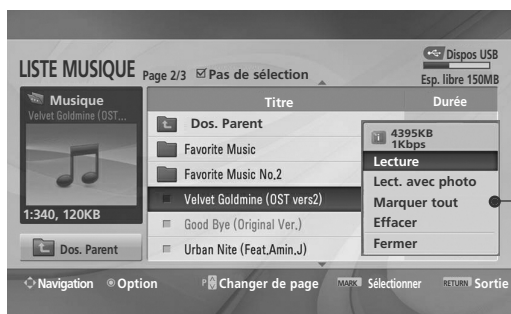 Dispos USB
LISTE MUSIQUE Page 2/3 Pas de sélection Esp. libre 150MB
Musique Titre Durée
Velvet Goldmine (OST...
Dos. Parent
Favorite Music
Favorite Music No.2
Velvet Goldmine (OST vers2)
Good Bye (Original Ver.)
Urban Nite (Feat.Amin.J)
4395KB
1Kbps
Lecture
Lect. avec photo
Marquer tout
Effacer
Fermer
1:340, 120KB
Dos. Parent
Navigation Option P Changer de page MARK Sélectionner RETURN Sortie